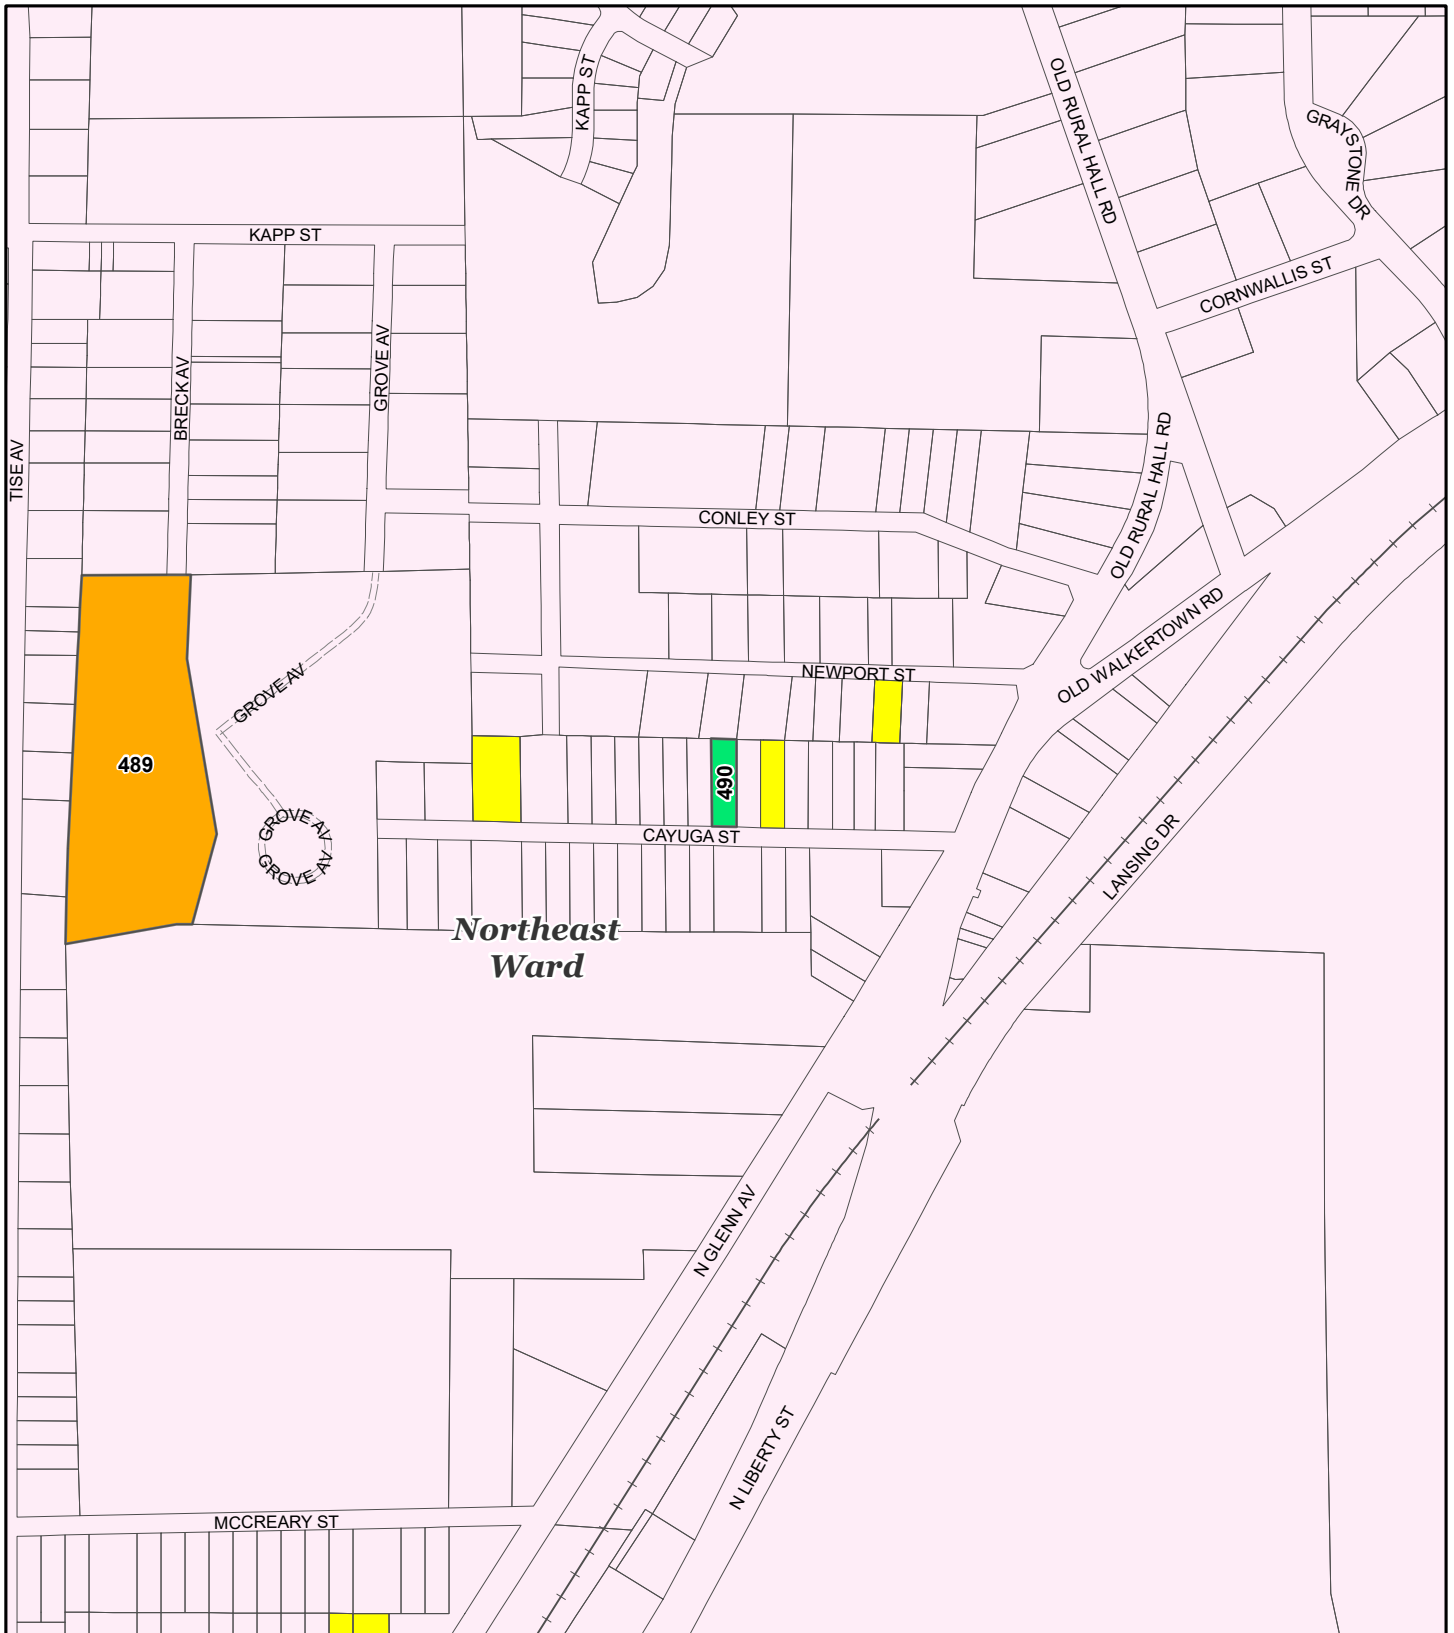 KAPP ST
OLD RURAL HALL RD
GRAYSTONE DR
KAPP ST
CORNWALLIS ST
GROVE AV
BRECK AV
TISE AV
OLD RURAL HALL RD
CONLEY ST
OLD WALKERTOWN RD
NEWPORT ST
GROVE AV
489
490
GROVE AV
GROVE AV
CAYUGA ST
LANSING DR
Northeast
Ward
N GLENN AV
N LIBERTY ST
MCCREARY ST